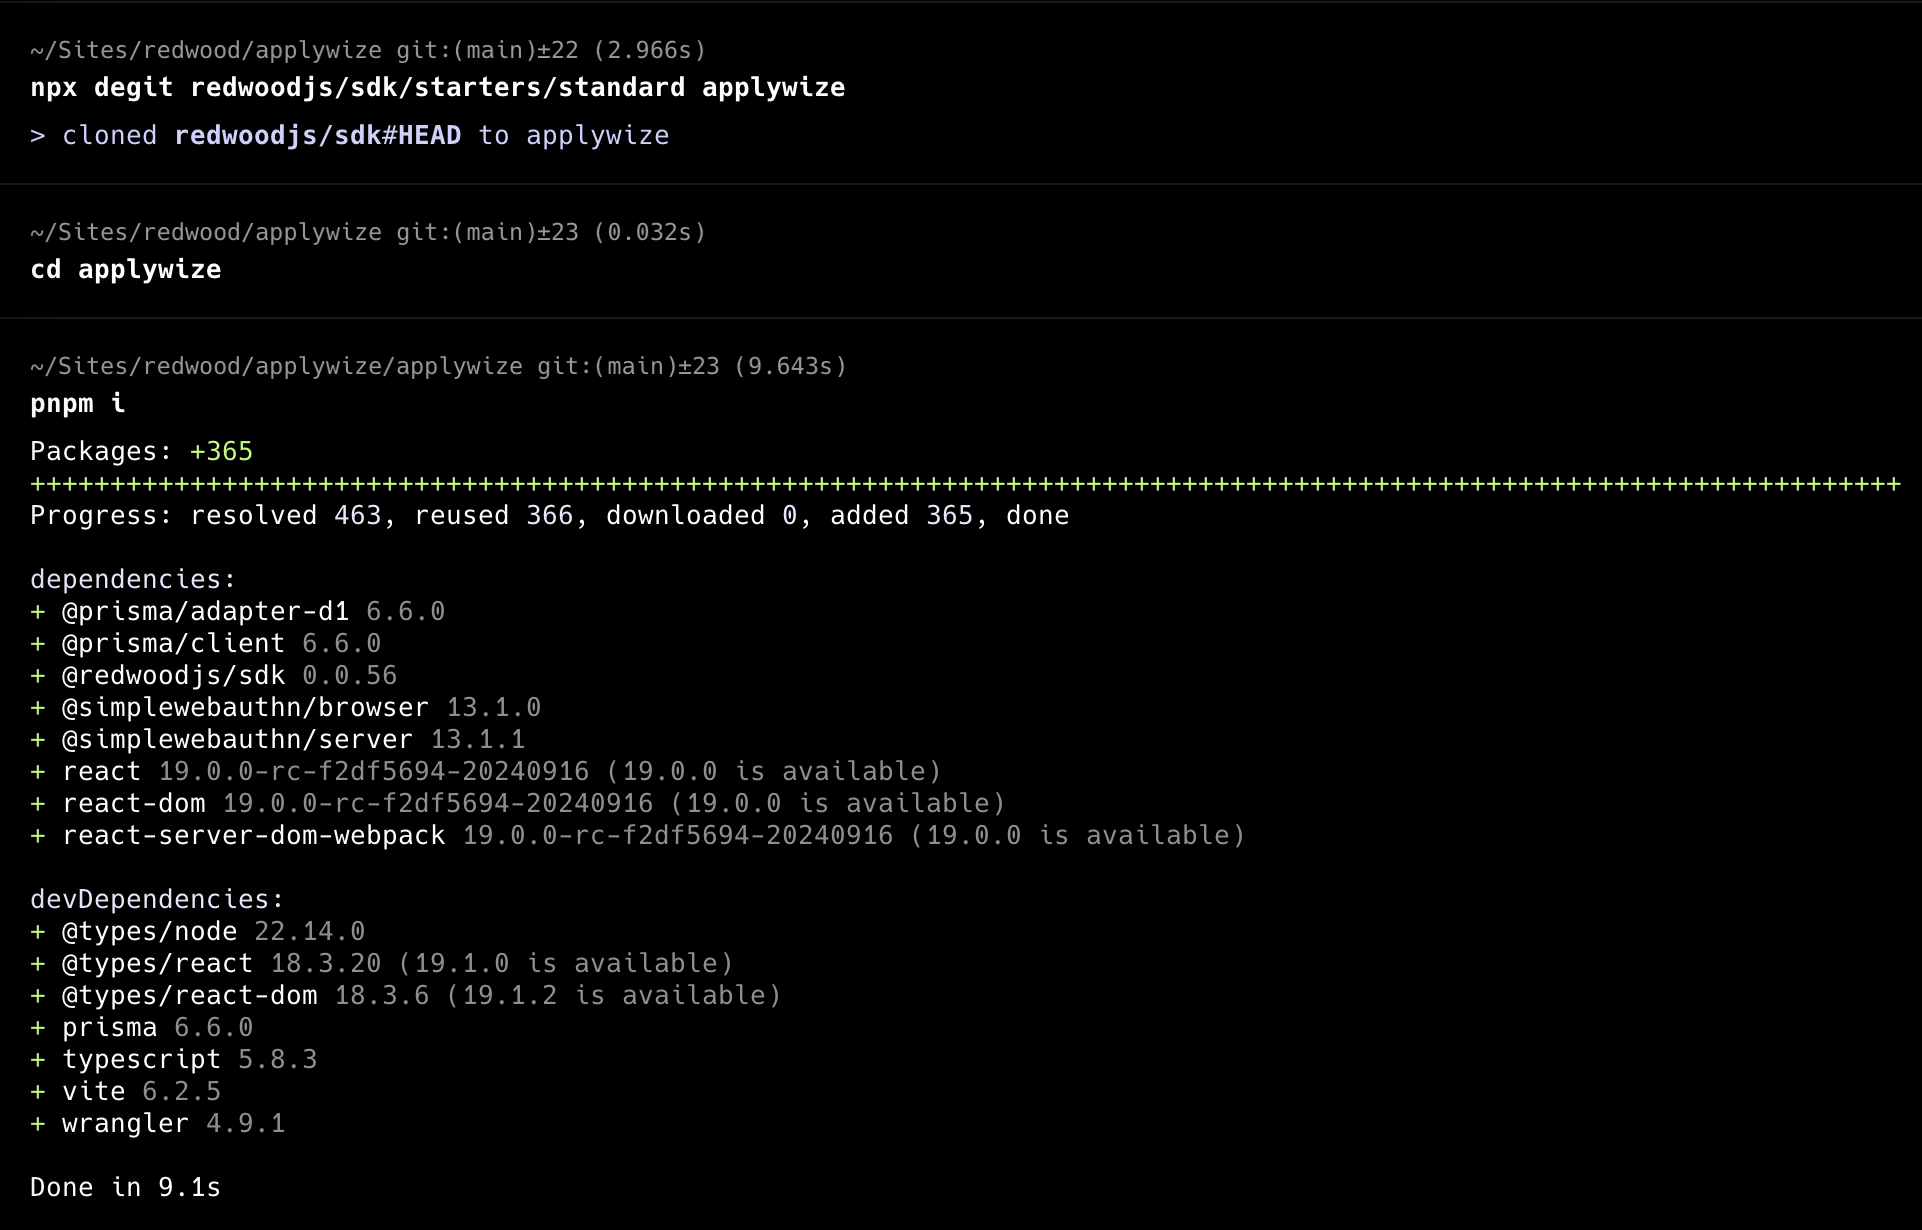 ~/Sites/redwood/applywize git:(main)±22 (2.966s)
npx degit redwoodjs/sdk/starters/standard applywize
> cloned redwoodjs/sdk#HEAD to applywize
~/Sites/redwood/applywize git:(main)±23 (0.032s)
cd applywize
~/Sites/redwood/applywize/applywize git:(main)±23 (9.643s)
pnpm i
Packages: +365
+++++++++++++++++++++++++++++++++++++++++++++++++++++++++++++++++++++++++++++++++++++++++++++++++++++++++++++++++++++
Progress: resolved 463, reused 366, downloaded 0, added 365, done
dependencies:
+ @prisma/adapter-d1 6.6.0
+ @prisma/client 6.6.0
+ @redwoodjs/sdk 0.0.56
+ @simplewebauthn/browser 13.1.0
+ @simplewebauthn/server 13.1.1
+ react 19.0.0-rc-f2df5694-20240916 (19.0.0 is available)
+ react-dom 19.0.0-rc-f2df5694-20240916 (19.0.0 is available)
+ react-server-dom-webpack 19.0.0-rc-f2df5694-20240916 (19.0.0 is available)
devDependencies:
+ @types/node 22.14.0
+ @types/react 18.3.20 (19.1.0 is available)
+ @types/react-dom 18.3.6 (19.1.2 is available)
+ prisma 6.6.0
+ typescript 5.8.3
+ vite 6.2.5
+ wrangler 4.9.1
Done in 9.1s